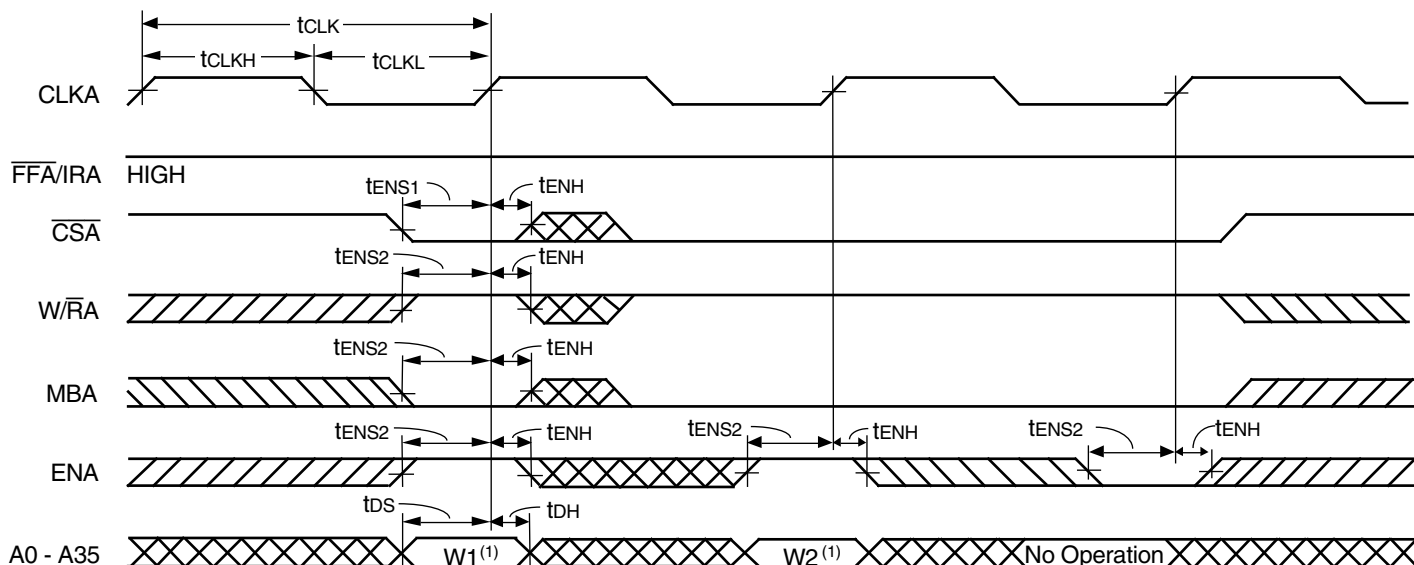 tCLK
tCLKH tCLKL
CLKA
FFA/IRA HIGH
tENS1 tENH
CSA
tENS2 tENH
W/RA
tENS2 tENH
MBA
tENS2 tENH tENS2 tENH tENS2 tENH
ENA
tDS tDH
A0 - A35 W1(1) W2(1) No Operation